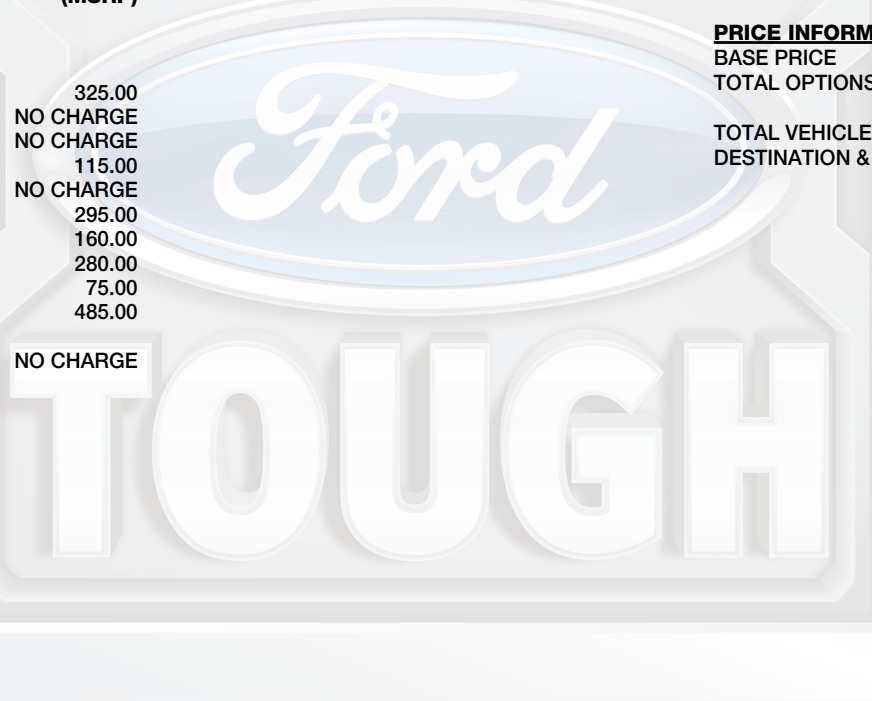 (MSRP)
325.00
NO CHARGE
NO CHARGE
115.00
NO CHARGE
295.00
160.00
280.00
75.00
485.00
NO CHARGE
PRICE INFORM
BASE PRICE
TOTAL OPTIONS
TOTAL VEHICLE
DESTINATION &
Ford
TOUGH